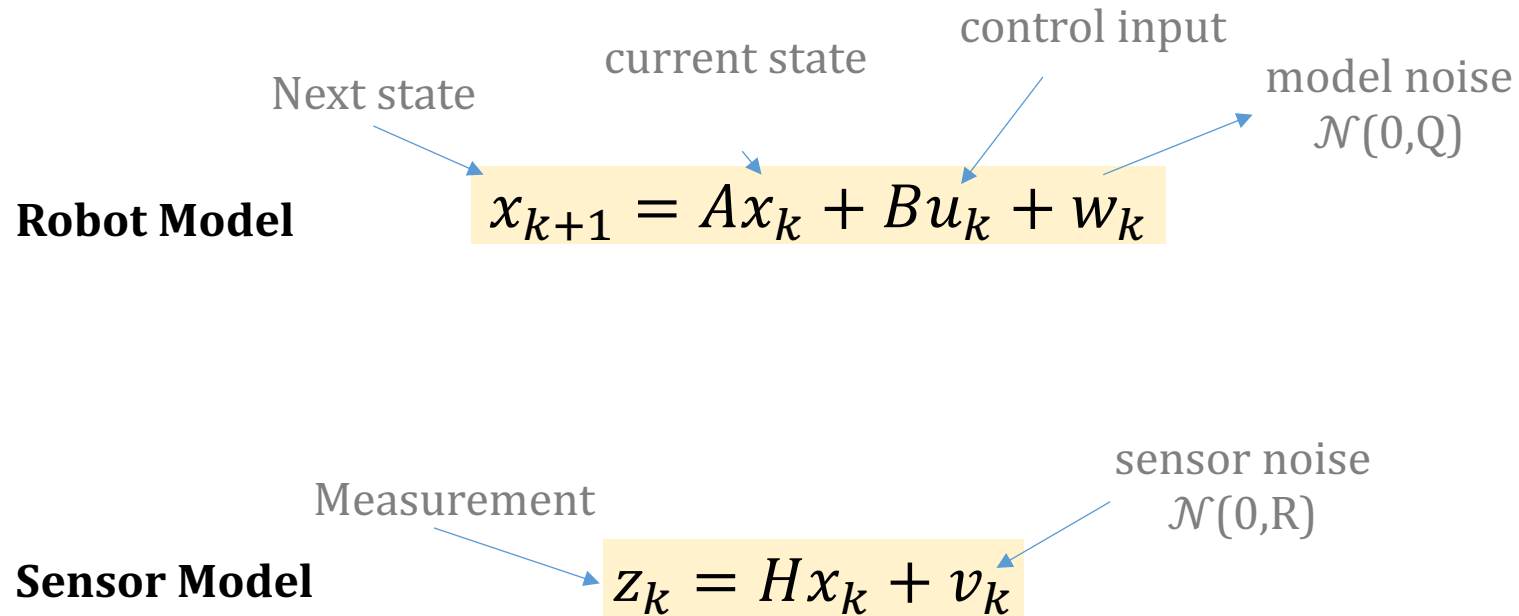 control input
current state
model noise
Next state
𝒩(0,Q)
Robot Model
x_{k+1} = Ax_k + Bu_k + w_k
sensor noise
Measurement
𝒩(0,R)
Sensor Model
z_k = Hx_k + v_k